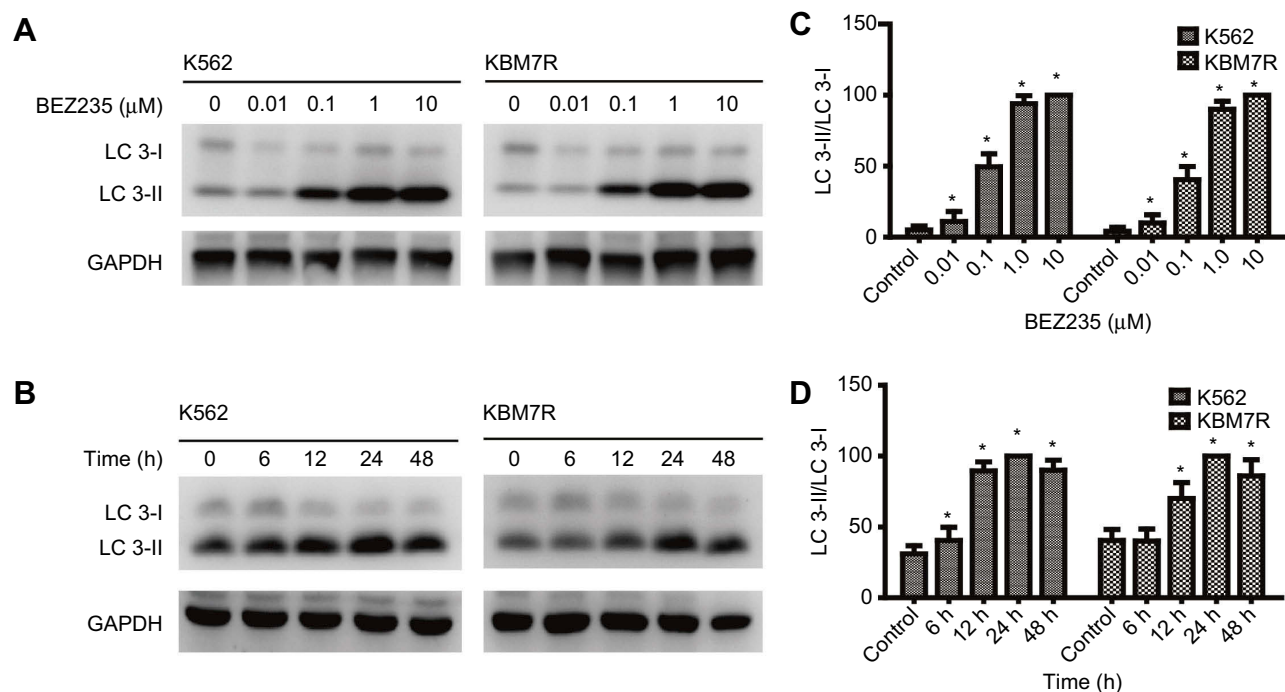 A
K562
KBM7R
BEZ235 (μM)
0 0.01 0.1 1 10
0 0.01 0.1 1 10
LC 3-I
LC 3-II
GAPDH
B
K562
KBM7R
Time (h)
0 6 12 24 48
0 6 12 24 48
LC 3-I
LC 3-II
GAPDH
C
LC 3-II/LC 3-I
150
100
50
0
K562
KBM7R
* * * * * * * *
Control 0.01 0.1 1.0 10 Control 0.01 0.1 1.0 10
BEZ235 (μM)
D
LC 3-II/LC 3-I
150
100
50
0
K562
KBM7R
* * * * * * *
Control 6 h 12 h 24 h 48 h Control 6 h 12 h 24 h 48 h
Time (h)